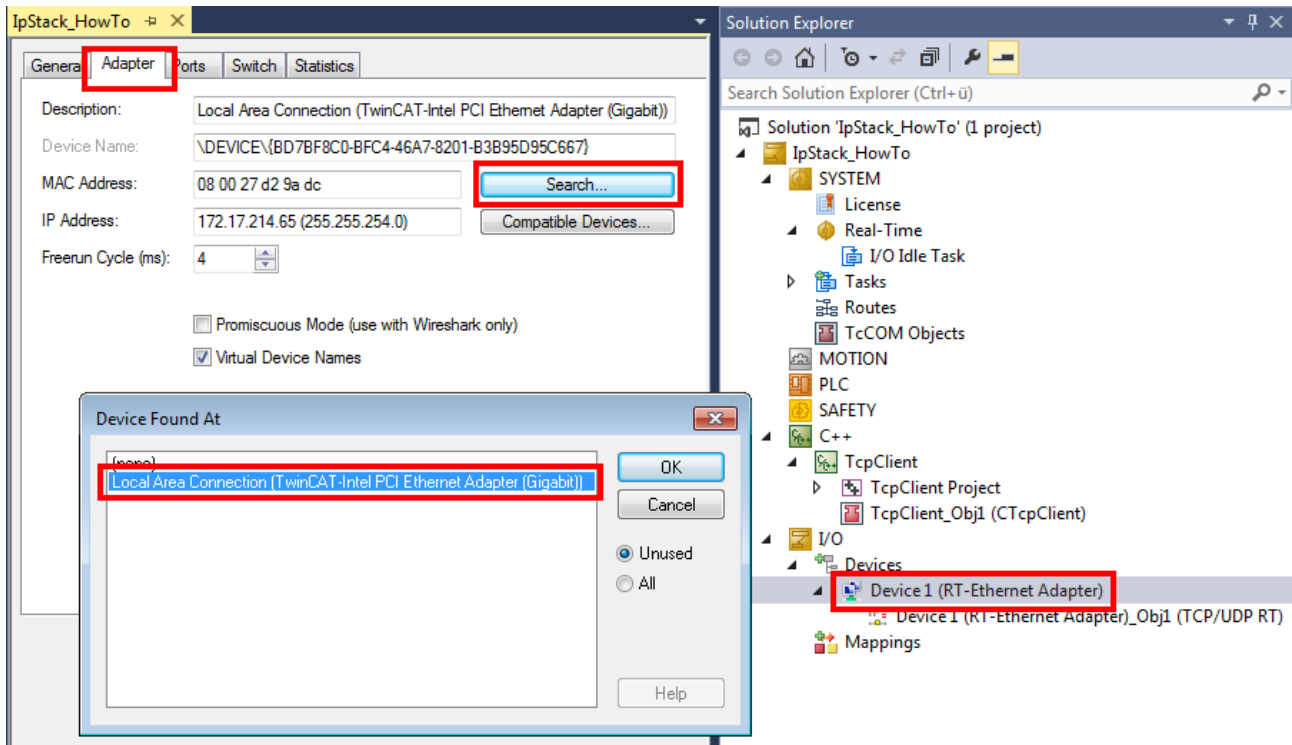 IpStack_HowTo
General
Adapter
Ports
Switch
Statistics
Description:
Local Area Connection (TwinCAT-Intel PCI Ethernet Adapter (Gigabit))
Device Name:
\DEVICE\{BD7BF8C0-BFC4-46A7-8201-B3B95D95C667}
MAC Address:
08 00 27 d2 9a dc
Search...
IP Address:
172.17.214.65 (255.255.254.0)
Compatible Devices...
Freerun Cycle (ms):
4
Promiscuous Mode (use with Wireshark only)
Virtual Device Names
Device Found At
(none)
Local Area Connection (TwinCAT-Intel PCI Ethernet Adapter (Gigabit))
OK
Cancel
Unused
All
Help
Solution Explorer
Search Solution Explorer (Ctrl+ü)
Solution 'IpStack_HowTo' (1 project)
IpStack_HowTo
SYSTEM
License
Real-Time
I/O Idle Task
Tasks
Routes
TcCOM Objects
MOTION
PLC
SAFETY
C++
TcpClient
TcpClient Project
TcpClient_Obj1 (CTcpClient)
I/O
Devices
Device 1 (RT-Ethernet Adapter)
Device 1 (RT-Ethernet Adapter)_Obj1 (TCP/UDP RT)
Mappings